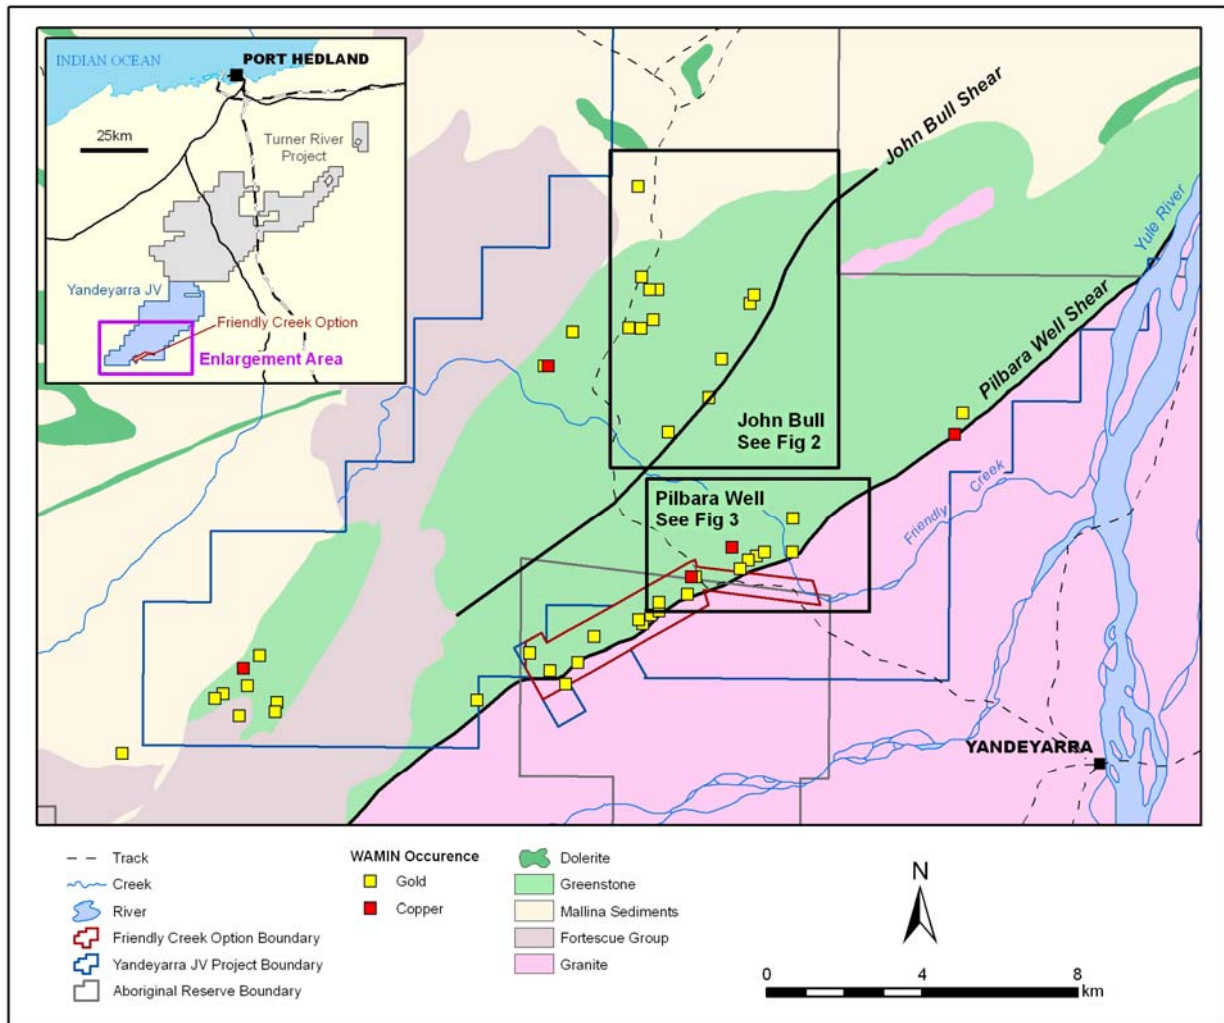 INDIAN OCEAN
PORT HEDLAND
25km
Turner River
Project
Yandeyarra JV
Friendly Creek Option
Enlargement Area
John Bull Shear
Yule River
Pilbara Well Shear
John Bull
See Fig 2
Pilbara Well
See Fig 3
Friendly Creek
YANDEYARRA
Track
Creek
River
Friendly Creek Option Boundary
Yandeyarra JV Project Boundary
Aboriginal Reserve Boundary
WAMIN Occurence
Gold
Copper
Dolerite
Greenstone
Mallina Sediments
Fortescue Group
Granite
N
0 4 8
km